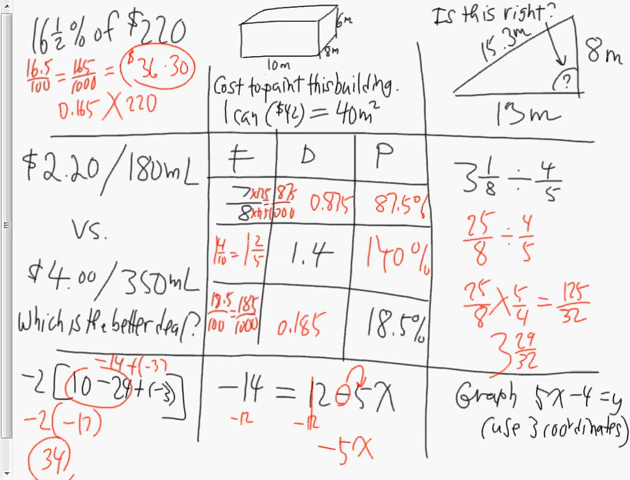 16 1/2 % of $220
16.5/100 = 165/1000 = $36.30
0.165 X 220
6m
8m
10m
Cost to paint this building.
1 can ($42) = 40m²
Is this right?
15.3m
8m
?
13m
$2.20/180mL
vs.
$4.00/350mL
Which is the better deal?
F D P
7/8 x125/x125 = 875/1000 0.875 87.5%
14/10 = 1 2/5 1.4 140%
18.5/100 = 185/1000 0.185 18.5%
3 1/8 ÷ 4/5
25/8 ÷ 4/5
25/8 X 5/4 = 125/32
3 29/32
-14+(-3)
-2[10-24+(-3)]
-2(-17)
34
-14 = 12-5X
-12 -12
-5X
Graph 5X-4=y
(use 3 coordinates)